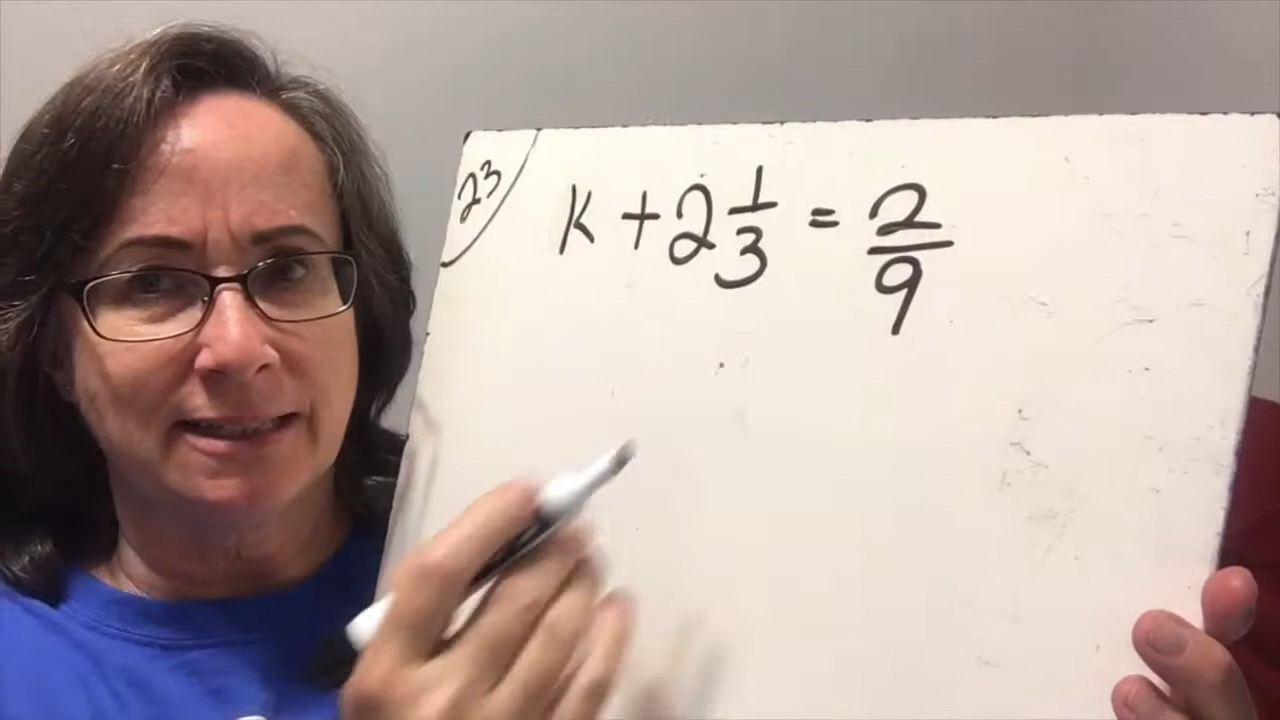 23
K + 2 1/3 = 2/9